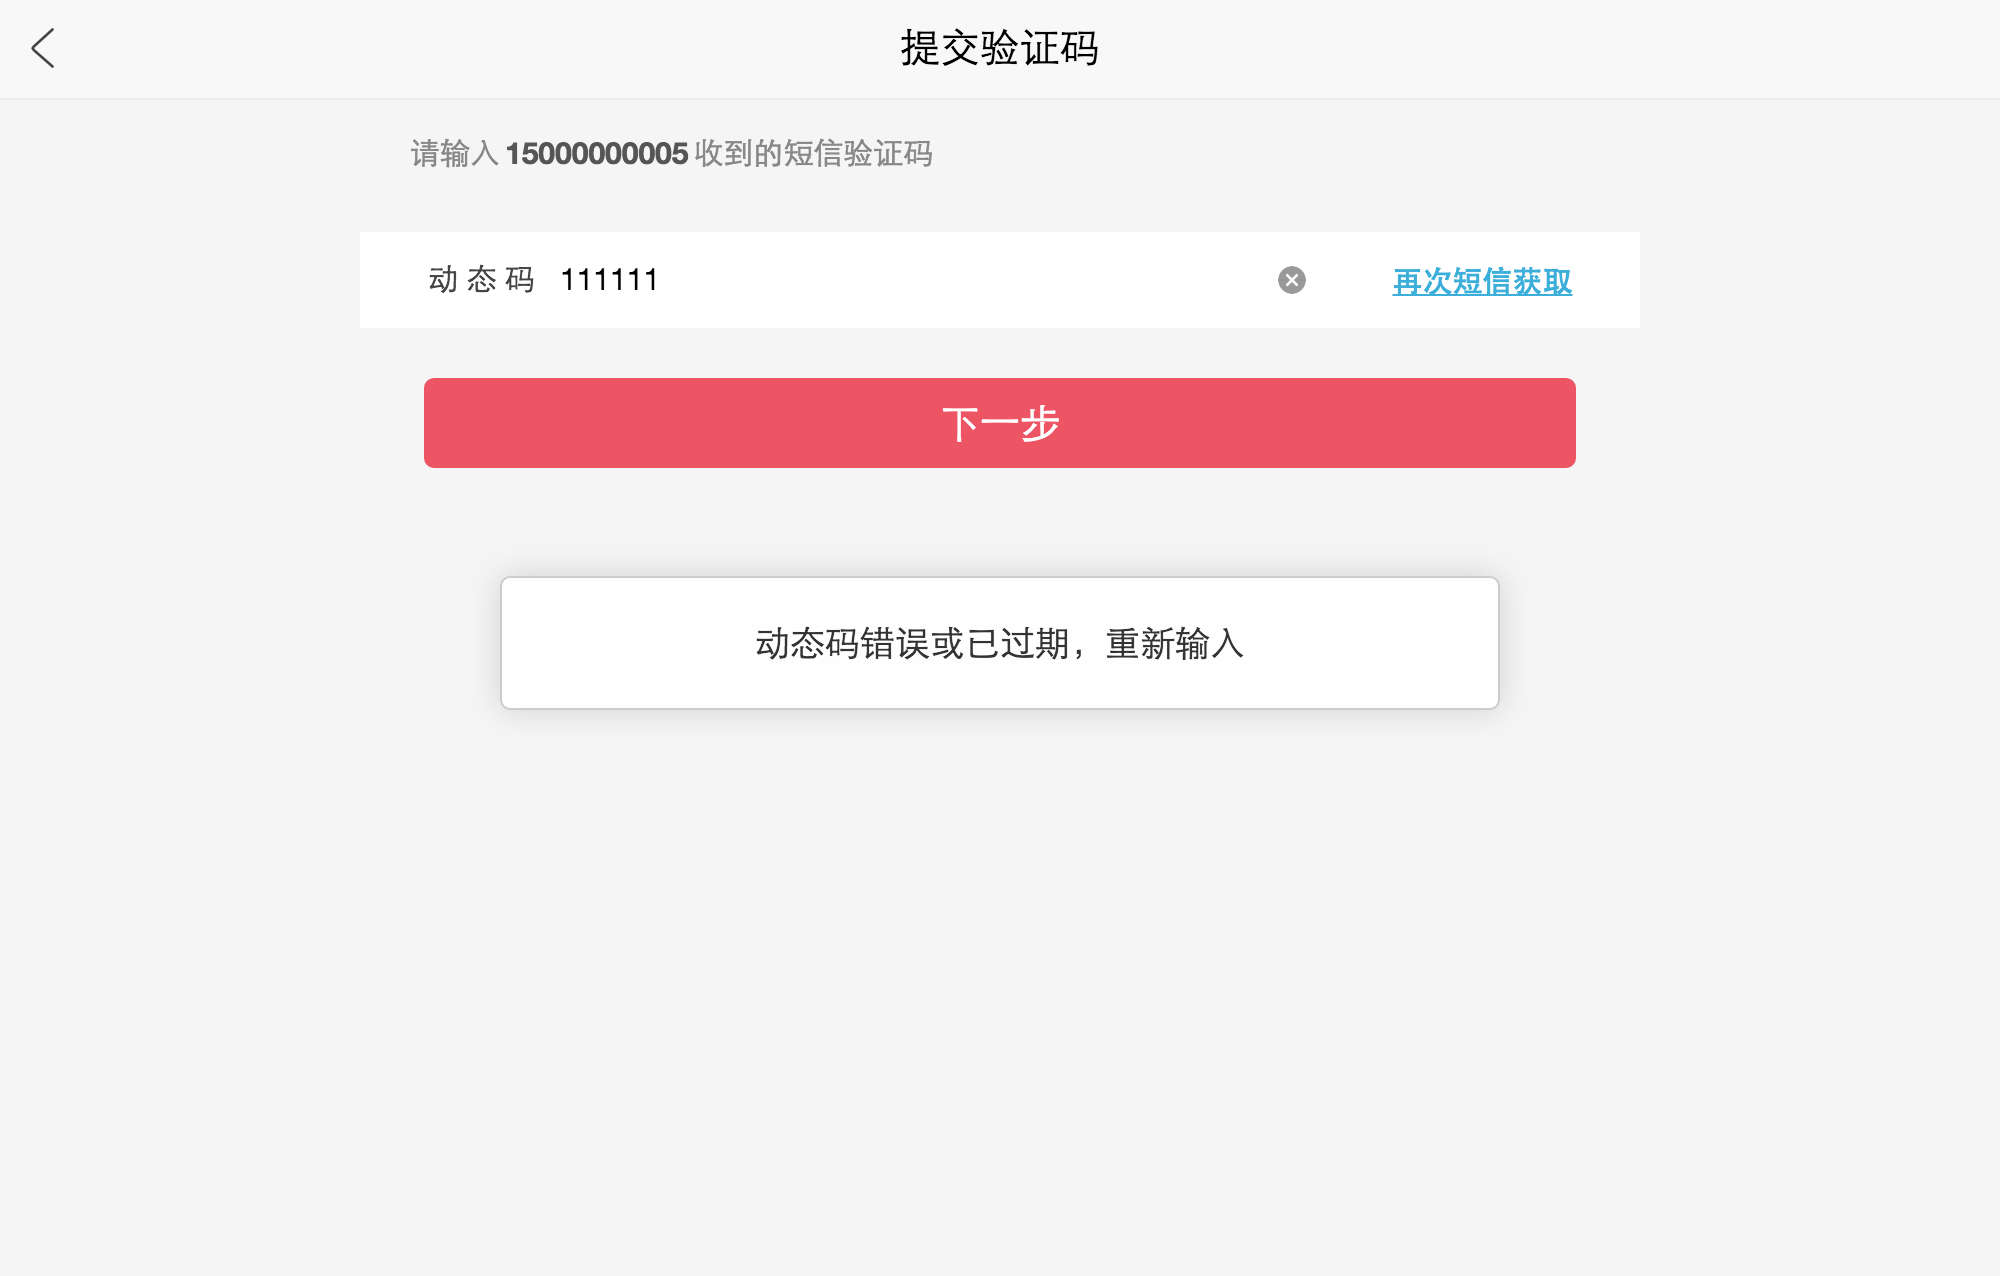 提交验证码
请输入 15000000005 收到的短信验证码
动 态 码 111111 再次短信获取
下一步
动态码错误或已过期，重新输入